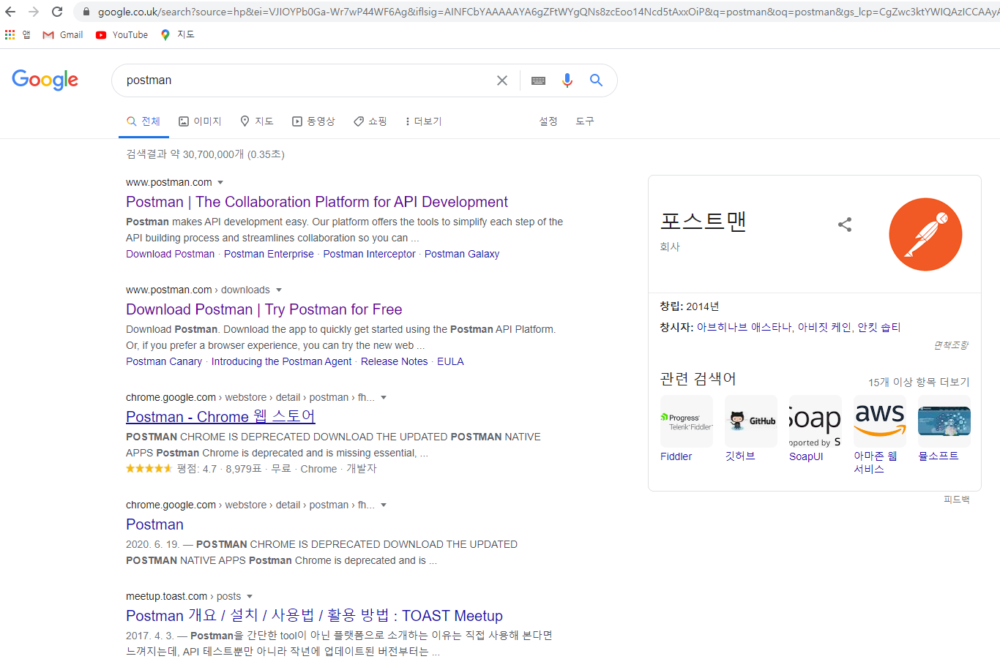 google.co.uk/search?source=hp&ei=VJIOYPb0Ga-Wr7wP44WF6Ag&iflsig=AINFCbYAAAAAYA6gZFtWYgQNs8zcEoo14Ncd5tAxxOiP&q=postman&oq=postman&gs_lcp=CgZwc3ktYWIQAzICCAAyA
앱 Gmail YouTube 지도
Google
postman
전체 이미지 지도 동영상 쇼핑 더보기 설정 도구
검색결과 약 30,700,000개 (0.35초)
www.postman.com
Postman | The Collaboration Platform for API Development
Postman makes API development easy. Our platform offers the tools to simplify each step of the
API building process and streamlines collaboration so you can ...
Download Postman · Postman Enterprise · Postman Interceptor · Postman Galaxy
www.postman.com › downloads
Download Postman | Try Postman for Free
Download Postman. Download the app to quickly get started using the Postman API Platform.
Or, if you prefer a browser experience, you can try the new web ...
Postman Canary · Introducing the Postman Agent · Release Notes · EULA
chrome.google.com › webstore › detail › postman › fh...
Postman - Chrome 웹 스토어
POSTMAN CHROME IS DEPRECATED DOWNLOAD THE UPDATED POSTMAN NATIVE
APPS Postman Chrome is deprecated and is missing essential, ...
평점: 4.7 · 8,979표 · 무료 · Chrome · 개발자
chrome.google.com › webstore › detail › postman › fh...
Postman
2020. 6. 19. — POSTMAN CHROME IS DEPRECATED DOWNLOAD THE UPDATED
POSTMAN NATIVE APPS Postman Chrome is deprecated and is ...
meetup.toast.com › posts
Postman 개요 / 설치 / 사용법 / 활용 방법 : TOAST Meetup
2017. 4. 3. — Postman을 간단한 tool이 아닌 플랫폼으로 소개하는 이유는 직접 사용해 본다면
느껴지는데, API 테스트뿐만 아니라 작년에 업데이트된 버전부터는 ...
포스트맨
회사
창립: 2014년
창시자: 아브히나브 애스타나, 아비짓 케인, 안킷 솝티
면책조항
관련 검색어 15개 이상 항목 더보기
Progress Telerik Fiddler
GitHub
Soap
pported by S
aws
Fiddler 깃허브 SoapUI 아마존 웹 서비스 뮬소프트
피드백